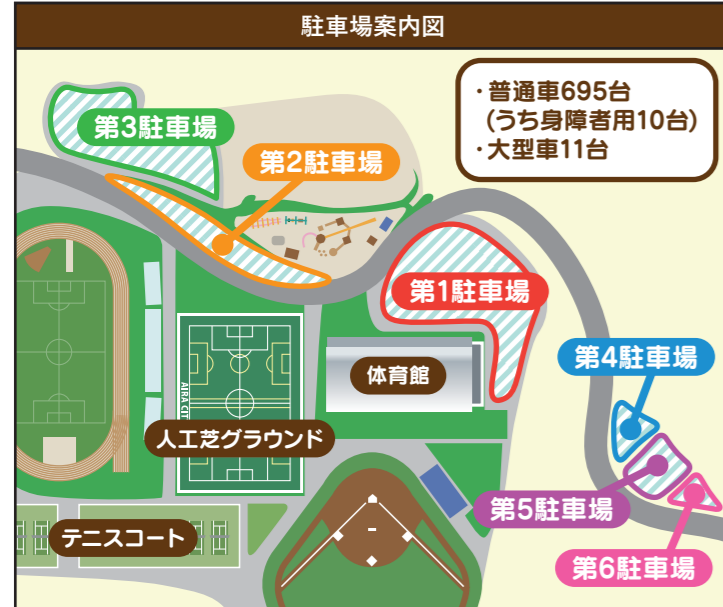 駐車場案内図
・普通車695台
(うち身障者用10台)
・大型車11台
第3駐車場
第2駐車場
第1駐車場
第4駐車場
体育館
AIRA CIT
人工芝グラウンド
第5駐車場
テニスコート
第6駐車場